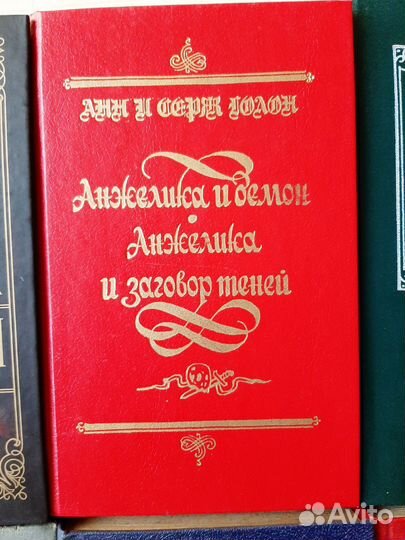 АНН И СЕРЖ ГОЛОН
Анжелика и демон
Анжелика
и заговор теней
Avito